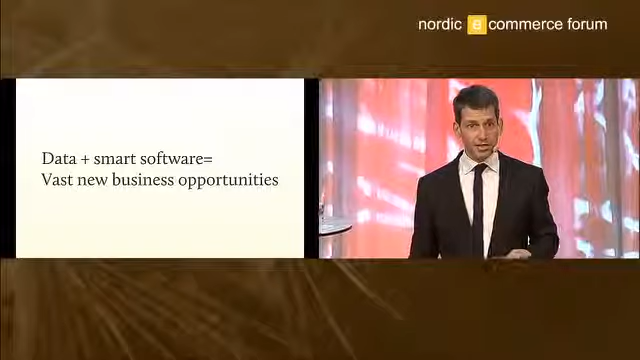 nordic e commerce forum
Data + smart software=
Vast new business opportunities